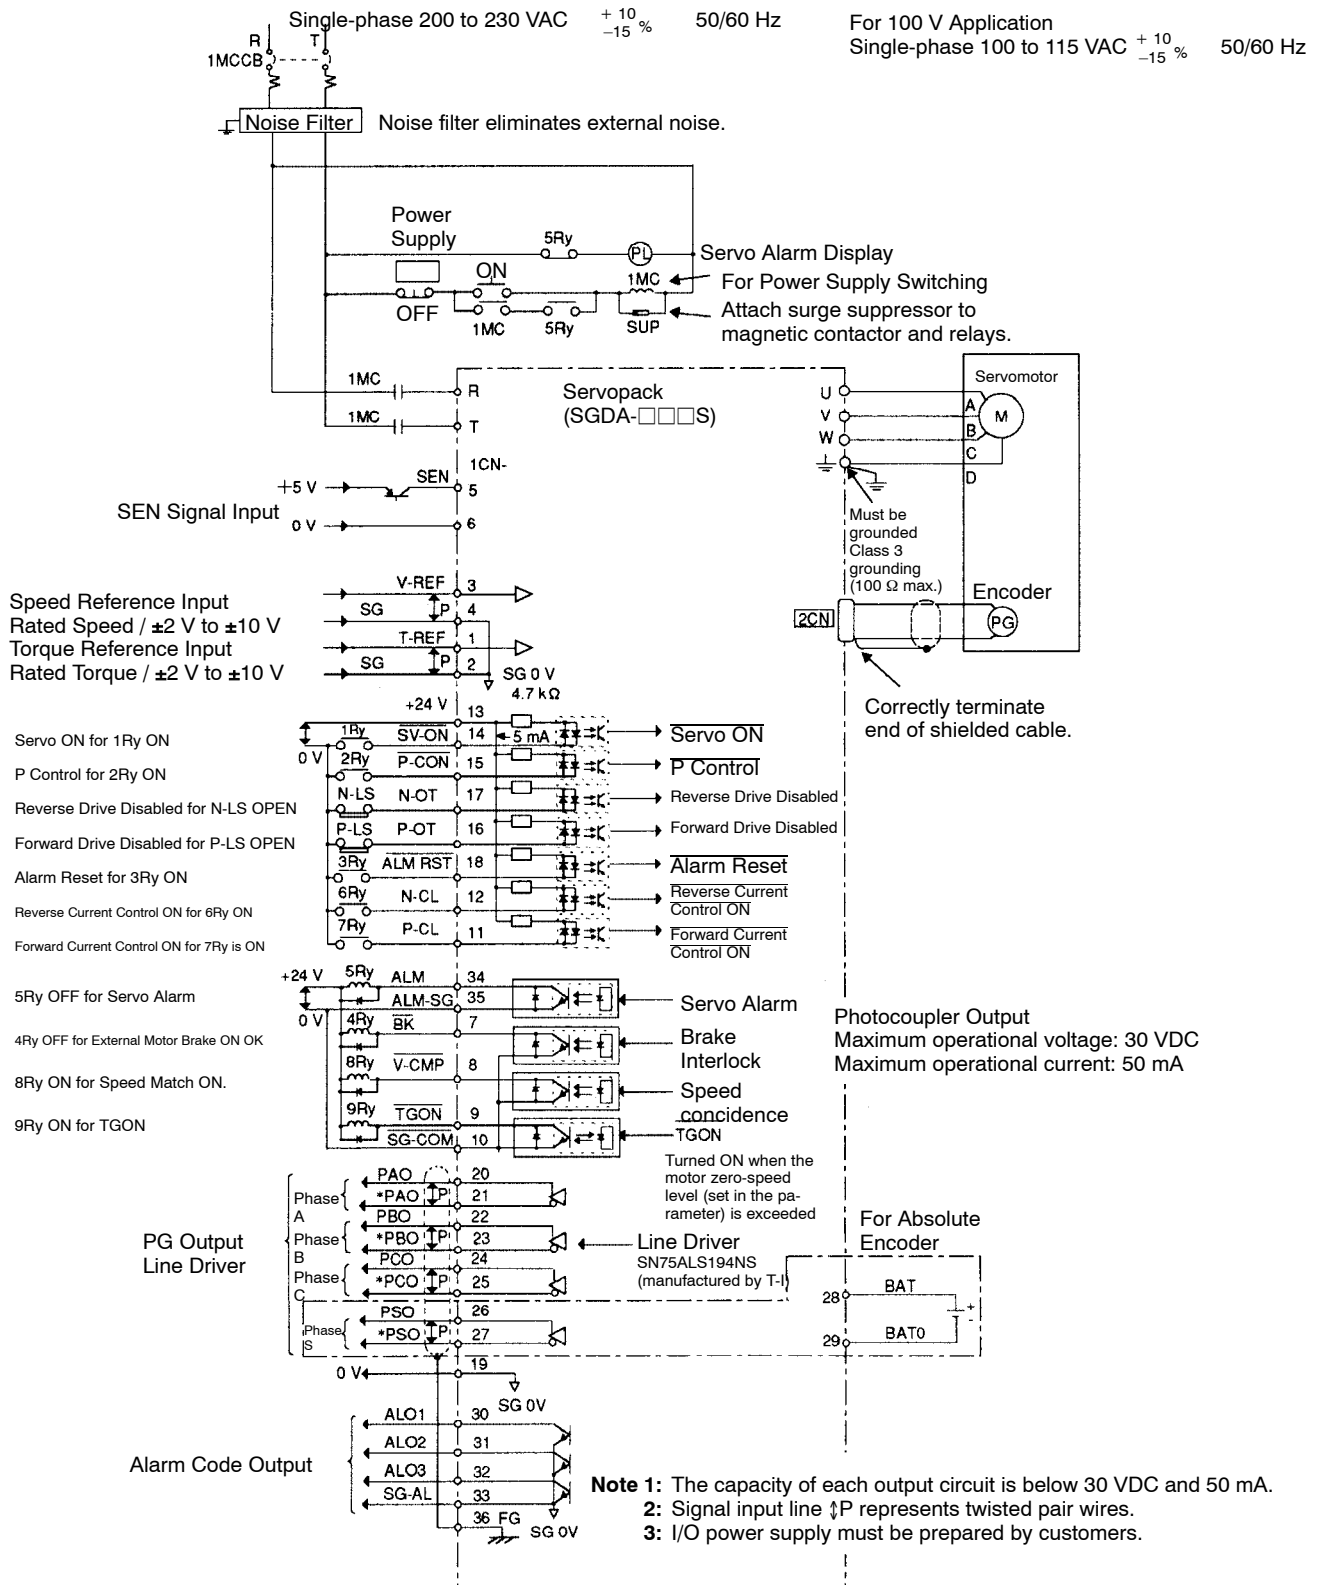 Single-phase 200 to 230 VAC + 10 –15 % 50/60 Hz
For 100 V Application
Single-phase 100 to 115 VAC + 10 –15 % 50/60 Hz
R T
1MCCB
Noise Filter Noise filter eliminates external noise.
Power
Supply
5Ry PL Servo Alarm Display
ON 1MC For Power Supply Switching
OFF 1MC 5Ry SUP
Attach surge suppressor to
magnetic contactor and relays.
1MC R
1MC T
Servopack
(SGDA-□□□S)
U
V
W
Servomotor
A
B
C
D
M
1CN-
SEN Signal Input
+5 V SEN 5
0 V 6
Must be
grounded
Class 3
grounding
(100 Ω max.)
Encoder
2CN PG
Correctly terminate
end of shielded cable.
Speed Reference Input
Rated Speed / ±2 V to ±10 V
Torque Reference Input
Rated Torque / ±2 V to ±10 V
V-REF 3
SG P 4
T-REF 1
SG P 2
SG 0 V
4.7 kΩ
+24 V 13
0 V
5 mA
Servo ON for 1Ry ON 1Ry SV-ON 14 Servo ON
P Control for 2Ry ON 2Ry P-CON 15 P Control
Reverse Drive Disabled for N-LS OPEN N-LS N-OT 17 Reverse Drive Disabled
Forward Drive Disabled for P-LS OPEN P-LS P-OT 16 Forward Drive Disabled
Alarm Reset for 3Ry ON 3Ry ALM RST 18 Alarm Reset
Reverse Current Control ON for 6Ry ON 6Ry N-CL 12 Reverse Current
Control ON
Forward Current Control ON for 7Ry is ON 7Ry P-CL 11 Forward Current
Control ON
+24 V
0 V
5Ry OFF for Servo Alarm 5Ry ALM 34
ALM-SG 35 Servo Alarm
4Ry OFF for External Motor Brake ON OK 4Ry BK 7 Brake
Interlock
8Ry ON for Speed Match ON. 8Ry V-CMP 8 Speed
concidence
9Ry ON for TGON 9Ry TGON 9 TGON
SG-COM 10
Turned ON when the
motor zero-speed
level (set in the pa-
rameter) is exceeded
Photocoupler Output
Maximum operational voltage: 30 VDC
Maximum operational current: 50 mA
PG Output
Line Driver
Phase
A
PAO 20
*PAO P 21
Phase
B
PBO 22
*PBO P 23
Phase
C
PCO 24
*PCO P 25
Phase
S
PSO 26
*PSO P 27
Line Driver
SN75ALS194NS
(manufactured by T-I)
For Absolute
Encoder
28 BAT
+
-
29 BAT0
0 V 19
SG 0V
Alarm Code Output
ALO1 30
ALO2 31
ALO3 32
SG-AL 33
SG 0V
36 FG
Note 1: The capacity of each output circuit is below 30 VDC and 50 mA.
2: Signal input line ↕P represents twisted pair wires.
3: I/O power supply must be prepared by customers.